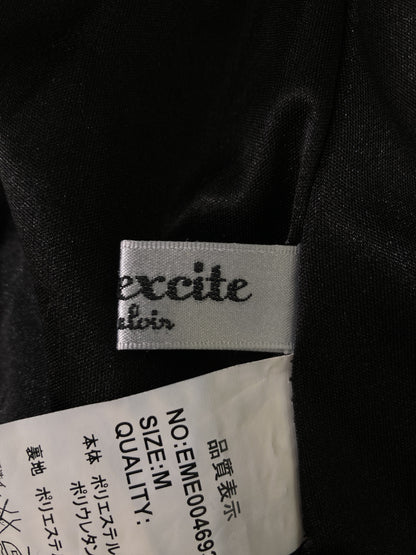 excite
品質表示
NO:EME00469
SIZE:M
QUALITY:
本体 ポリエステル
ポリウレタン
裏地 ポリエステ